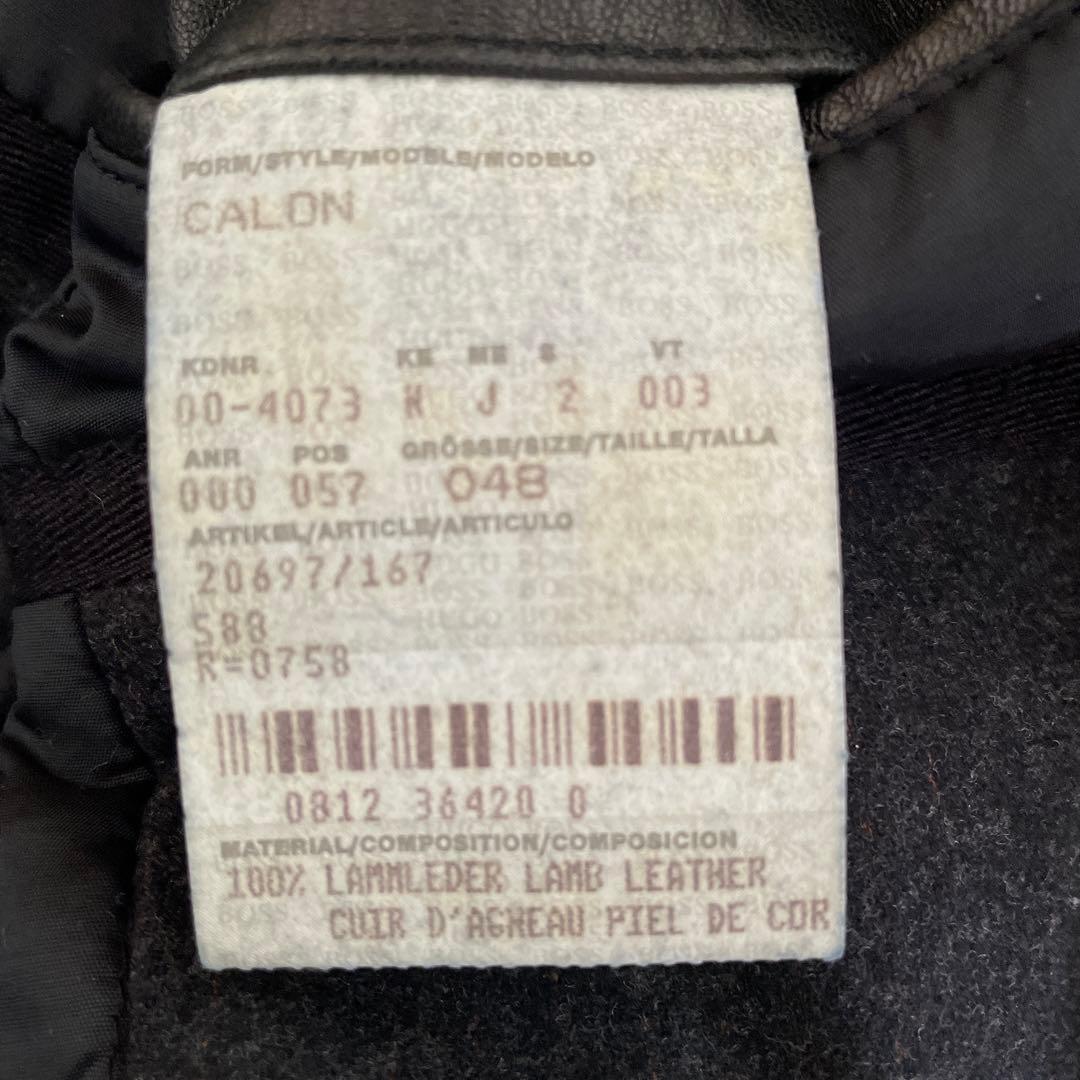 FORM/STYLE/MODELE/MODELO
CALON
KDNR KE ME S VT
00-4073 K J 2 003
ANR POS GRÖSSE/SIZE/TAILLE/TALLA
000 057 048
ARTIKEL/ARTICLE/ARTICULO
20697/167
S88
R=0758
0812 36420 0
MATERIAL/COMPOSITION/COMPOSICION
100% LAMMLEDER LAMB LEATHER
CUIR D'AGNEAU PIEL DE COR